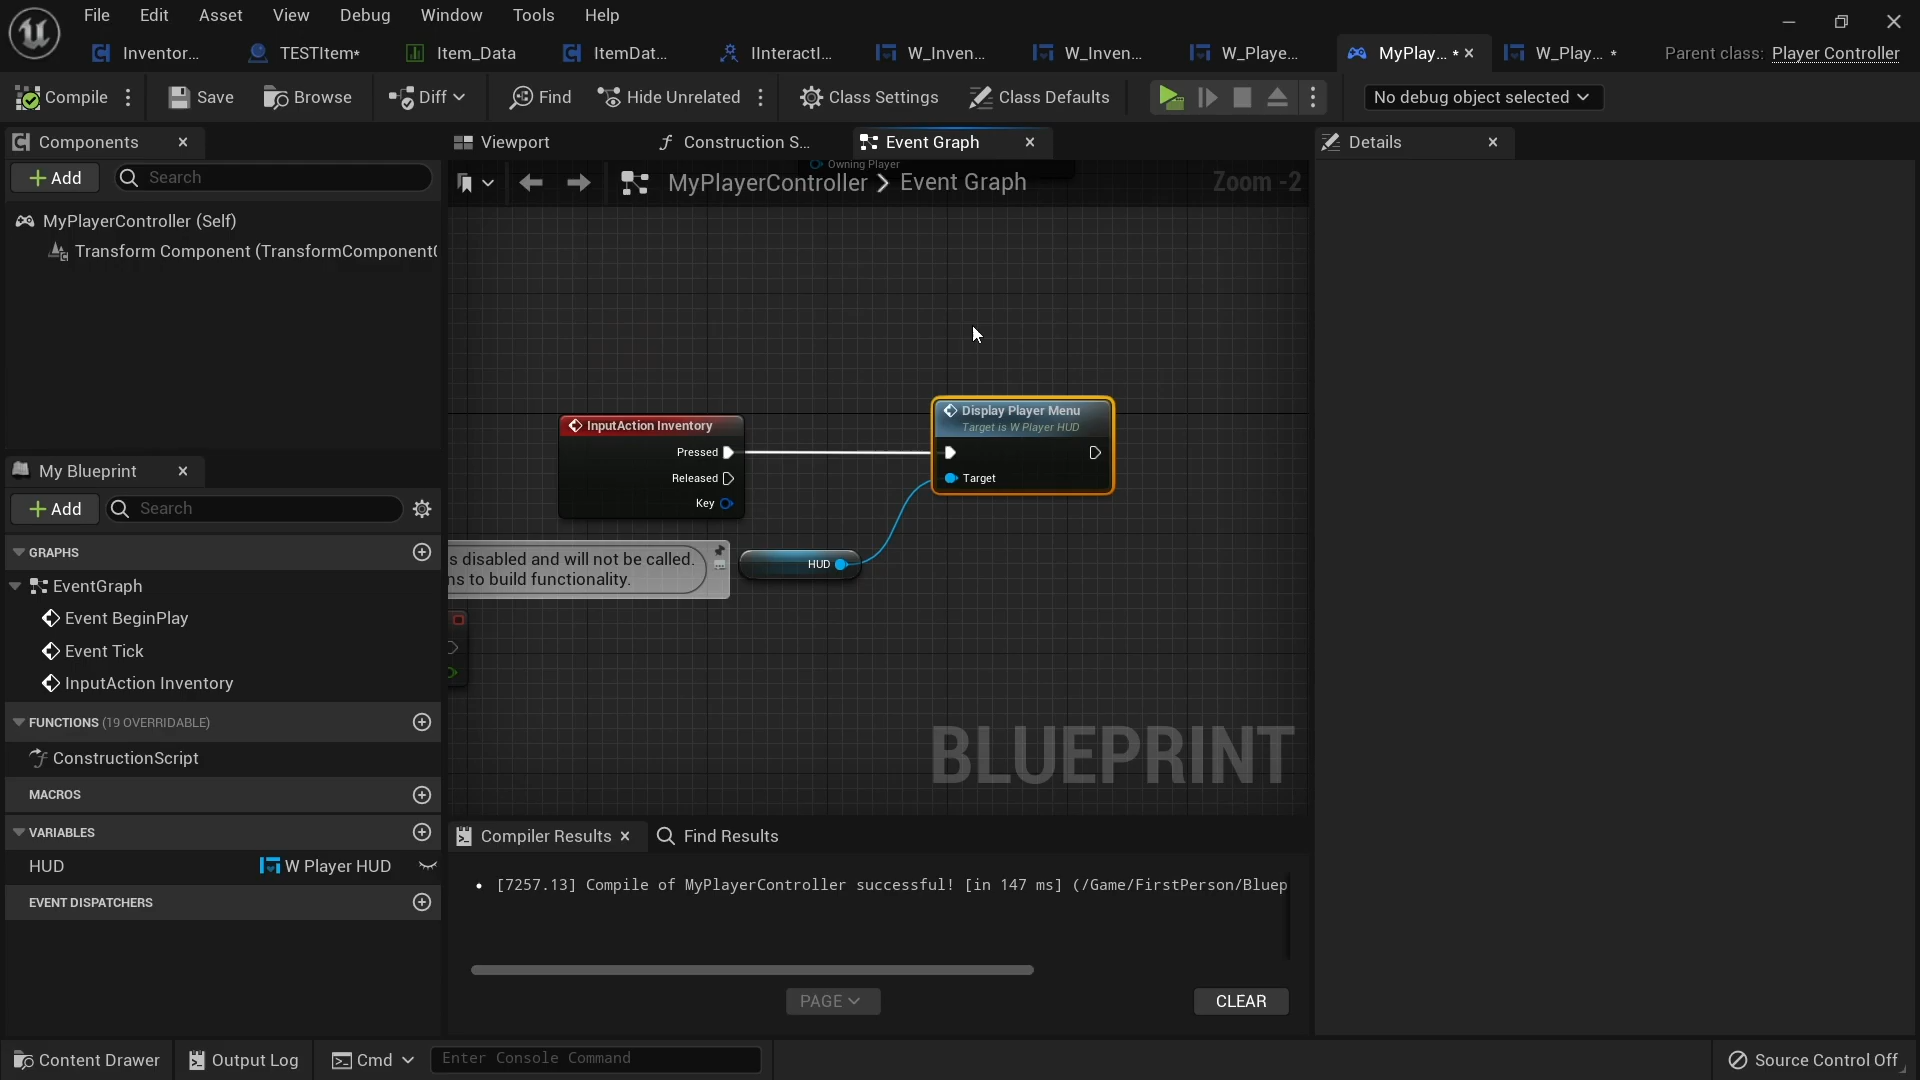 File Edit Asset View Debug Window Tools Help
Inventor... TESTItem* Item_Data ItemDat... IInteractI... W_Inven... W_Inven... W_Playe... MyPlay... * W_Play... * Parent class: Player Controller
Compile Save Browse Diff Find Hide Unrelated Class Settings Class Defaults No debug object selected
Components
Add Search
MyPlayerController (Self)
Transform Component (TransformComponent(
Viewport Construction S... Event Graph
Owning Player
MyPlayerController > Event Graph Zoom -2
Details
InputAction Inventory
Pressed
Released
Key
Display Player Menu
Target is W Player HUD
Target
s disabled and will not be called.
ns to build functionality.
HUD
BLUEPRINT
My Blueprint
Add Search
GRAPHS
EventGraph
Event BeginPlay
Event Tick
InputAction Inventory
FUNCTIONS (19 OVERRIDABLE)
ConstructionScript
MACROS
VARIABLES
HUD W Player HUD
EVENT DISPATCHERS
Compiler Results Find Results
[7257.13] Compile of MyPlayerController successful! [in 147 ms] (/Game/FirstPerson/Bluep
PAGE CLEAR
Content Drawer Output Log Cmd Enter Console Command Source Control Off